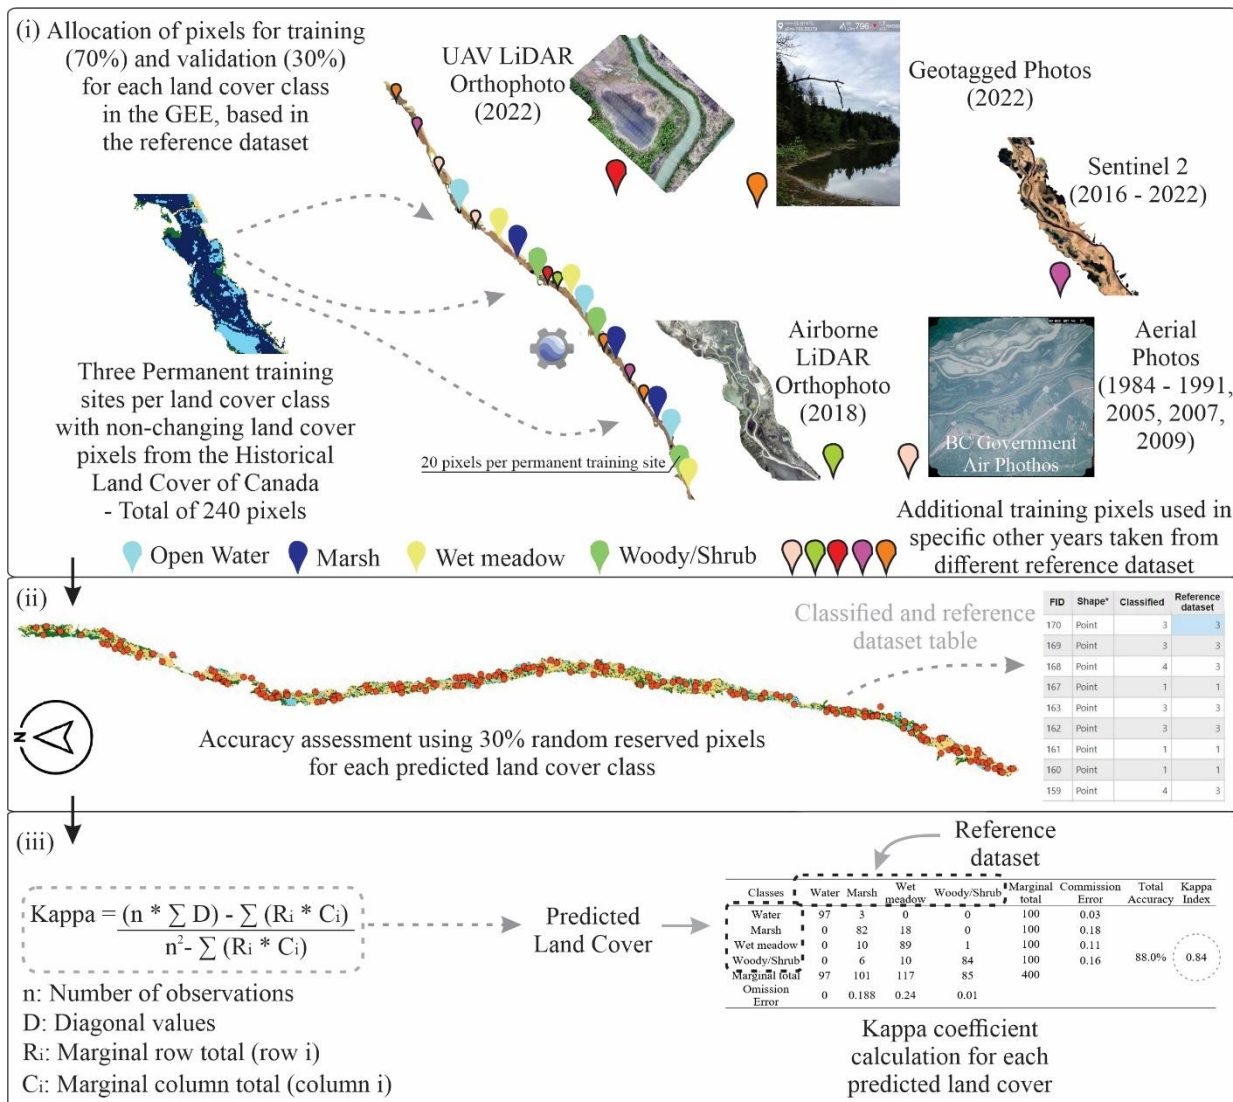 (i) Allocation of pixels for training
(70%) and validation (30%)
for each land cover class
in the GEE, based in
the reference dataset
UAV LiDAR
Orthophoto
(2022)
Geotagged Photos
(2022)
Sentinel 2
(2016 - 2022)
Three Permanent training
sites per land cover class
with non-changing land cover
pixels from the Historical
Land Cover of Canada
- Total of 240 pixels
20 pixels per permanent training site
Airborne
LiDAR
Orthophoto
(2018)
BC Government
Air Phothos
Aerial
Photos
(1984 - 1991,
2005, 2007,
2009)
Additional training pixels used in
specific other years taken from
different reference dataset
Open Water
Marsh
Wet meadow
Woody/Shrub
(ii)
N
Accuracy assessment using 30% random reserved pixels
for each predicted land cover class
Classified and reference
dataset table
FID Shape* Classified Reference dataset
170 Point 3 3
169 Point 3 3
168 Point 4 3
167 Point 1 1
163 Point 3 3
162 Point 3 3
161 Point 1 1
160 Point 1 1
159 Point 4 3
(iii)
Kappa = (n * ∑ D) - ∑ (Ri * Ci)
n² - ∑ (Ri * Ci)
n: Number of observations
D: Diagonal values
Ri: Marginal row total (row i)
Ci: Marginal column total (column i)
Predicted
Land Cover
Reference
dataset
Classes Water Marsh Wet meadow Woody/Shrub Marginal total Commission Error Total Accuracy Kappa Index
Water 97 3 0 0 100 0.03
Marsh 0 82 18 0 100 0.18
Wet meadow 0 10 89 1 100 0.11
Woody/Shrub 0 6 10 84 100 0.16 88.0% 0.84
Marginal total 97 101 117 85 400
Omission Error 0 0.188 0.24 0.01
Kappa coefficient
calculation for each
predicted land cover